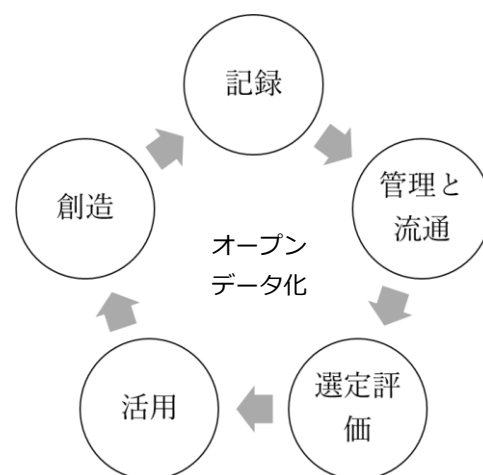 記録
管理と
流通
選定評
価
活用
創造
オープン
データ化